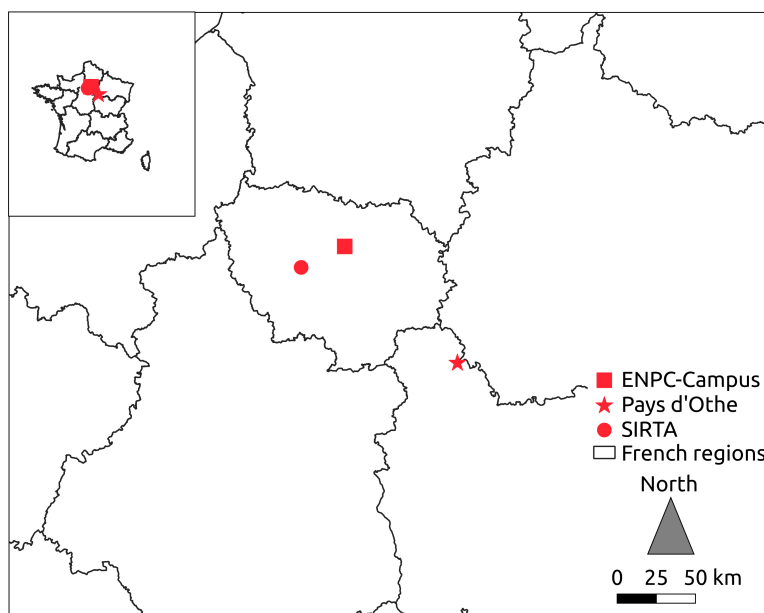 ENPC-Campus
Pays d'Othe
SIRTA
French regions
North
0 25 50 km